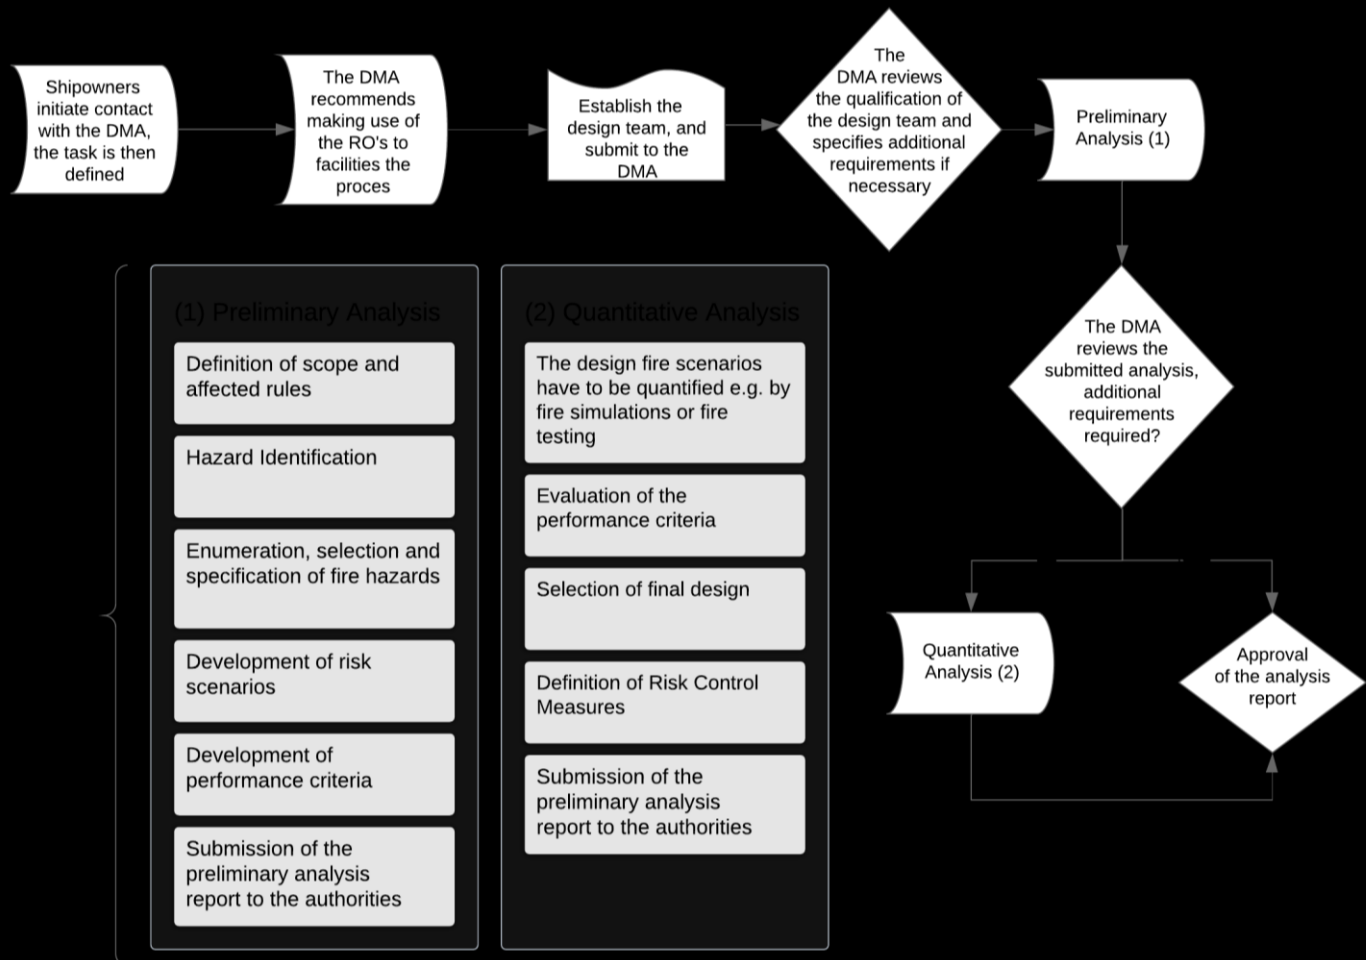 Shipowners
initiate contact
with the DMA,
the task is then
defined
The DMA
recommends
making use of
the RO's to
facilities the
proces
Establish the
design team, and
submit to the
DMA
The
DMA reviews
the qualification of
the design team and
specifies additional
requirements if
necessary
Preliminary
Analysis (1)
The DMA
reviews the
submitted analysis,
additional
requirements
required?
Quantitative
Analysis (2)
Approval
of the analysis
report
(1) Preliminary Analysis
Definition of scope and
affected rules
Hazard Identification
Enumeration, selection and
specification of fire hazards
Development of risk
scenarios
Development of
performance criteria
Submission of the
preliminary analysis
report to the authorities
(2) Quantitative Analysis
The design fire scenarios
have to be quantified e.g. by
fire simulations or fire
testing
Evaluation of the
performance criteria
Selection of final design
Definition of Risk Control
Measures
Submission of the
preliminary analysis
report to the authorities